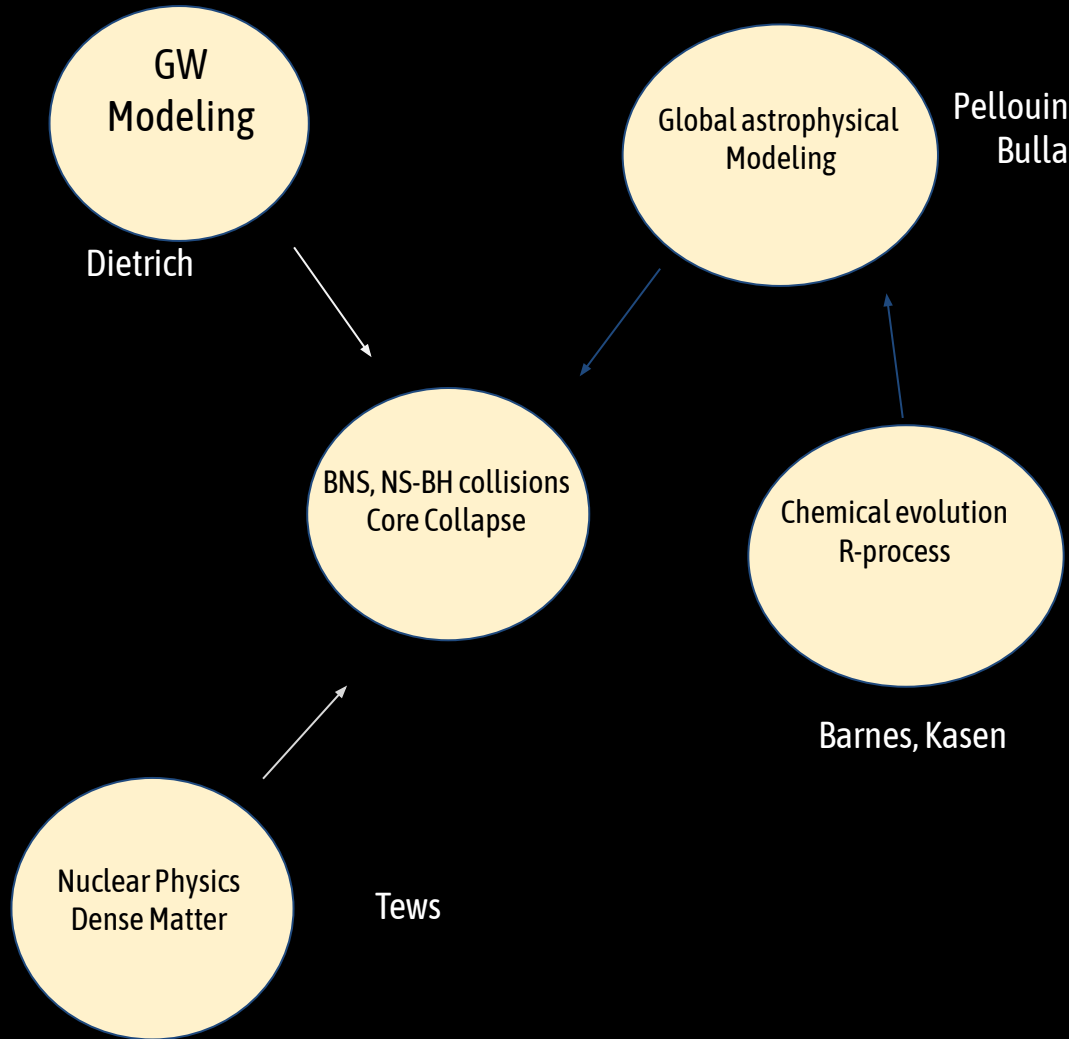 GW
Modeling
Dietrich
Global astrophysical
Modeling
Pellouin
Bulla
BNS, NS-BH collisions
Core Collapse
Chemical evolution
R-process
Barnes, Kasen
Nuclear Physics
Dense Matter
Tews